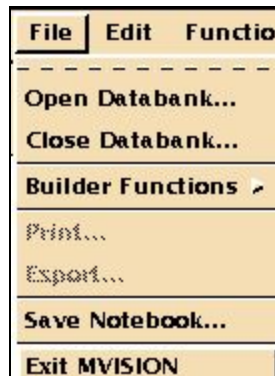 File Edit Functio
Open Databank...
Close Databank...
Builder Functions
Print...
Export...
Save Notebook...
Exit MVISION